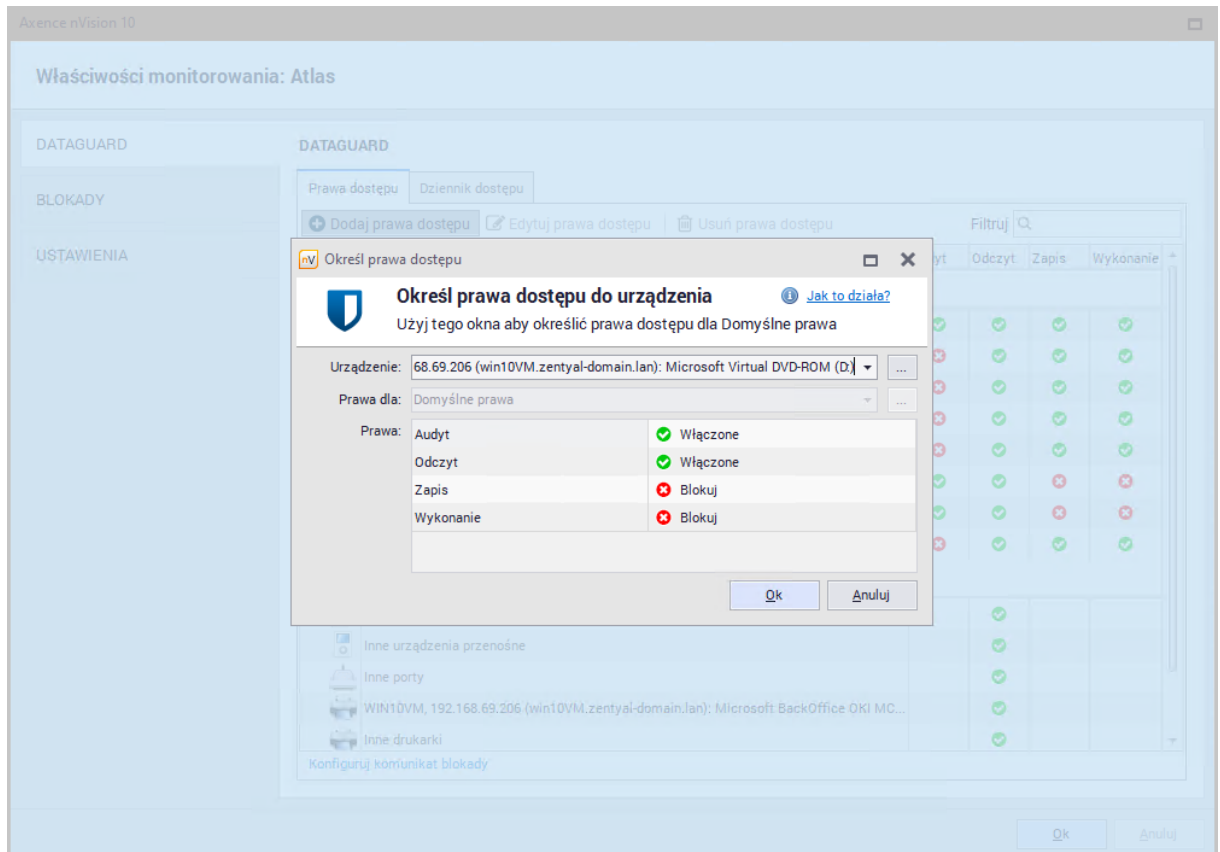 Axence nVision 10
Właściwości monitorowania: Atlas
DATAGUARD
BLOKADY
USTAWIENIA
DATAGUARD
Prawa dostępu Dziennik dostępu
Dodaj prawa dostępu Edytuj prawa dostępu Usuń prawa dostępu Filtruj
Odczyt Zapis Wykonanie
nV Określ prawa dostępu
Określ prawa dostępu do urządzenia Jak to działa?
Użyj tego okna aby określić prawa dostępu dla Domyślne prawa
Urządzenie: 68.69.206 (win10VM.zentyal-domain.lan): Microsoft Virtual DVD-ROM (D:) ...
Prawa dla: Domyślne prawa ...
Prawa:
Audyt Włączone
Odczyt Włączone
Zapis Blokuj
Wykonanie Blokuj
Ok Anuluj
Inne urządzenia przenośne
Inne porty
WIN10VM, 192.168.69.206 (win10VM.zentyal-domain.lan): Microsoft BackOffice OKI MC...
Inne drukarki
Konfiguruj komunikat blokady
Ok Anuluj